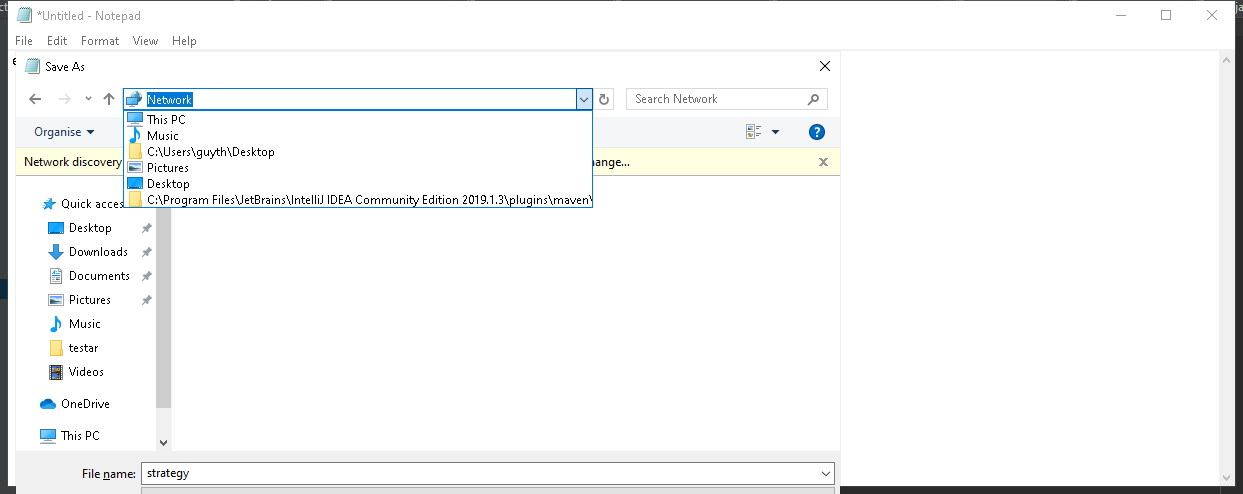 *Untitled - Notepad
File Edit Format View Help
Save As
Network
Search Network
This PC
Organise
Music
C:\Users\guyth\Desktop
Network discovery
hange...
Pictures
Desktop
C:\Program Files\JetBrains\IntelliJ IDEA Community Edition 2019.1.3\plugins\maven\
Quick acces
Desktop
Downloads
Documents
Pictures
Music
testar
Videos
OneDrive
This PC
File name: strategy